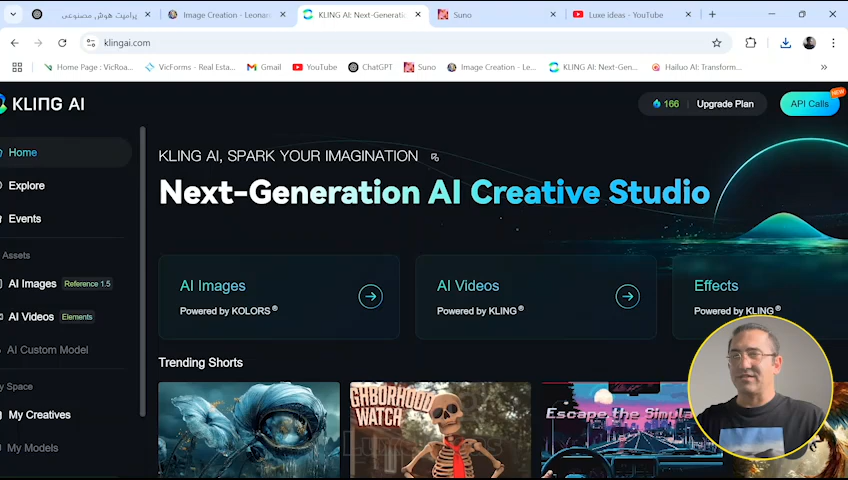 پرامپت هوش مصنوعی
Image Creation - Leonar
KLING AI: Next-Generatio
Suno
Luxe ideas - YouTube
klingai.com
Home Page : VicRoa...
VicForms - Real Esta...
Gmail
YouTube
ChatGPT
Suno
Image Creation - Le...
KLING AI: Next-Gen...
Hailuo AI: Transform...
KLING AI
166
Upgrade Plan
API Calls
NEW
Home
Explore
Events
Assets
AI Images
Reference 1.5
AI Videos
Elements
AI Custom Model
y Space
My Creatives
My Models
KLING AI, SPARK YOUR IMAGINATION
Next-Generation AI Creative Studio
AI Images
Powered by KOLORS®
AI Videos
Powered by KLING®
Effects
Powered by KLING®
Trending Shorts
GHBORHOOD
WATCH
Escape the Simula